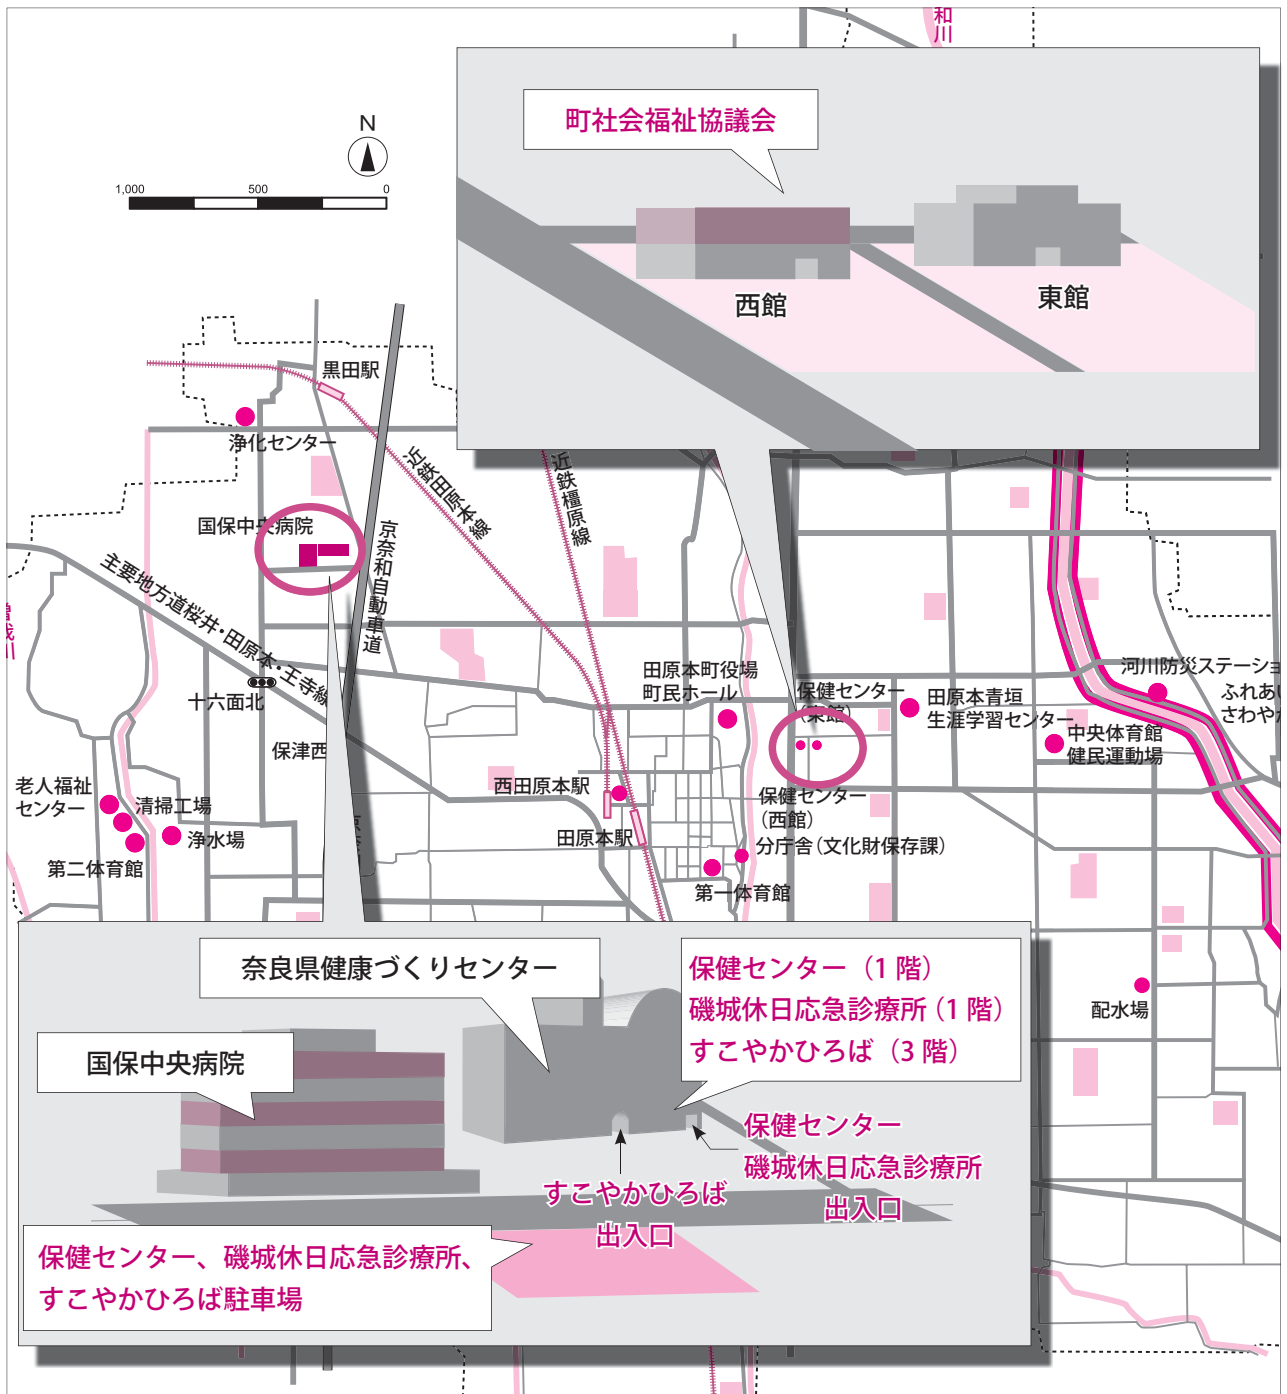 和川
町社会福祉協議会
N
1,000 500 0
西館
東館
黒田駅
浄化センター
近鉄田原本線
近鉄橿原線
国保中央病院
京奈和自動車道
主要地方道桜井・田原本・王寺線
曽我川
十六面北
保津西
田原本町役場
町民ホール
保健センター
(東館)
田原本青垣
生涯学習センター
河川防災ステーショ
ふれあい
さわやか
中央体育館
健民運動場
老人福祉
センター
清掃工場
浄水場
第二体育館
西田原本駅
田原本駅
保健センター
(西館)
分庁舎(文化財保存課)
第一体育館
配水場
奈良県健康づくりセンター
保健センター(1階)
磯城休日応急診療所(1階)
すこやかひろば(3階)
国保中央病院
保健センター
磯城休日応急診療所
出入口
すこやかひろば
出入口
保健センター、磯城休日応急診療所、
すこやかひろば駐車場